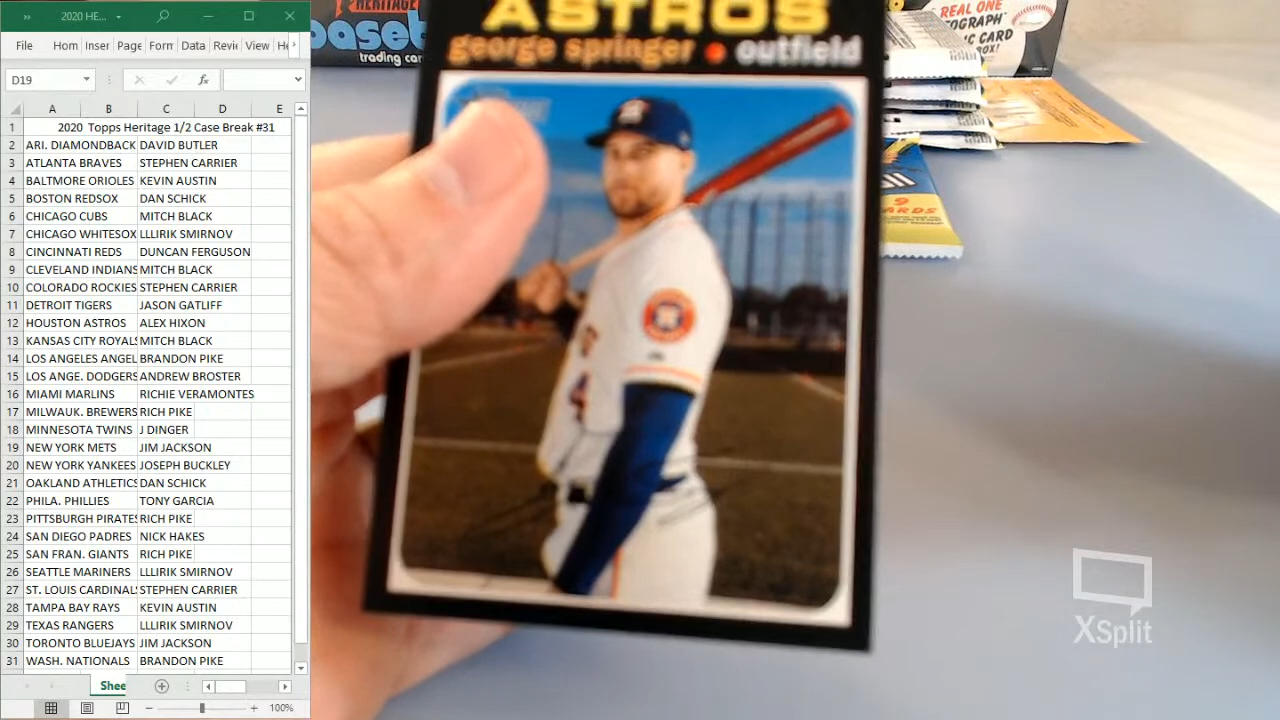 2020 HE...
File Hom Inser Page Form Data Revi View He
D19
fx
A B C D E
1 2020 Topps Heritage 1/2 Case Break #31
2 ARI. DIAMONDBACK DAVID BETLER
3 ATLANTA BRAVES STEPHEN CARRIER
4 BALTMORE ORIOLES KEVIN AUSTIN
5 BOSTON REDSOX DAN SCHICK
6 CHICAGO CUBS MITCH BLACK
7 CHICAGO WHITESOX LLLIRIK SMIRNOV
8 CINCINNATI REDS DUNCAN FERGUSON
9 CLEVELAND INDIANS MITCH BLACK
10 COLORADO ROCKIES STEPHEN CARRIER
11 DETROIT TIGERS JASON GATLIFF
12 HOUSTON ASTROS ALEX HIXON
13 KANSAS CITY ROYALS MITCH BLACK
14 LOS ANGELES ANGEL BRANDON PIKE
15 LOS ANGE. DODGERS ANDREW BROSTER
16 MIAMI MARLINS RICHIE VERAMONTES
17 MILWAUK. BREWERS RICH PIKE
18 MINNESOTA TWINS J DINGER
19 NEW YORK METS JIM JACKSON
20 NEW YORK YANKEES JOSEPH BUCKLEY
21 OAKLAND ATHLETICS DAN SCHICK
22 PHILA. PHILLIES TONY GARCIA
23 PITTSBURGH PIRATES RICH PIKE
24 SAN DIEGO PADRES NICK HAKES
25 SAN FRAN. GIANTS RICH PIKE
26 SEATTLE MARINERS LLLIRIK SMIRNOV
27 ST. LOUIS CARDINALS STEPHEN CARRIER
28 TAMPA BAY RAYS KEVIN AUSTIN
29 TEXAS RANGERS LLLIRIK SMIRNOV
30 TORONTO BLUEJAYS JIM JACKSON
31 WASH. NATIONALS BRANDON PIKE
Shee
100%
HERITAGE
baseb
trading car
ASTROS
george springer outfield
REAL ONE
TOGRAPH
IC CARD
BOX!
9
ARDS
XSplit